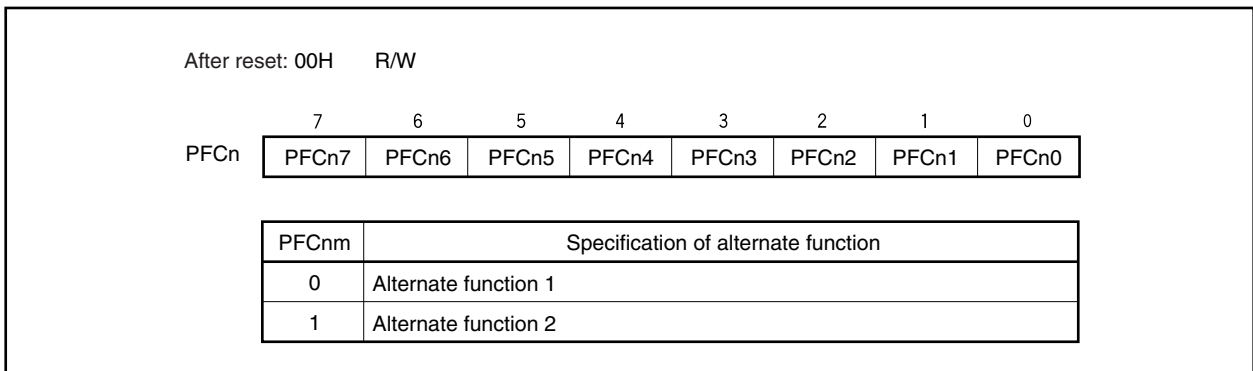 After reset: 00H R/W
7 6 5 4 3 2 1 0
PFCn PFCn7 PFCn6 PFCn5 PFCn4 PFCn3 PFCn2 PFCn1 PFCn0
PFCnm Specification of alternate function
0 Alternate function 1
1 Alternate function 2